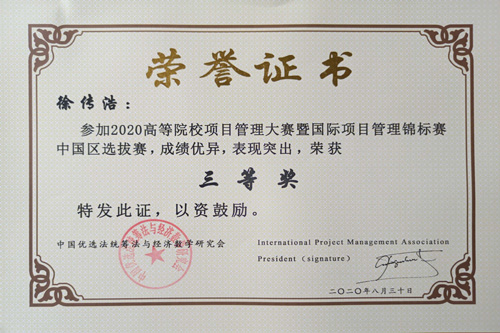 荣誉证书
徐传浩：
参加2020高等院校项目管理大赛暨国际项目管理锦标赛
中国区选拔赛，成绩优异，表现突出，荣获
三等奖
特发此证，以资鼓励。
中国优选法统筹法与经济数学研究会
International Project Management Association
President (signature)
二〇二〇年八月三十日